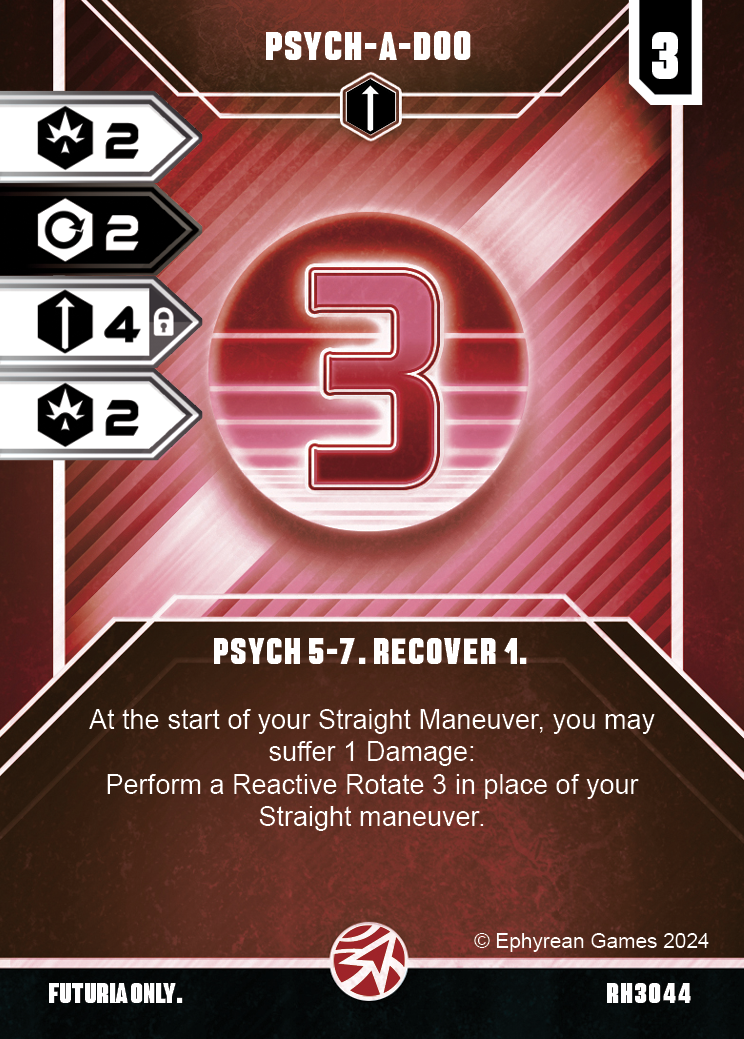 PSYCH-A-DOO
3
2
2
4
2
3
PSYCH 5-7. RECOVER 1.
At the start of your Straight Maneuver, you may
suffer 1 Damage:
Perform a Reactive Rotate 3 in place of your
Straight maneuver.
© Ephyrean Games 2024
FUTURIA ONLY.
RH3044